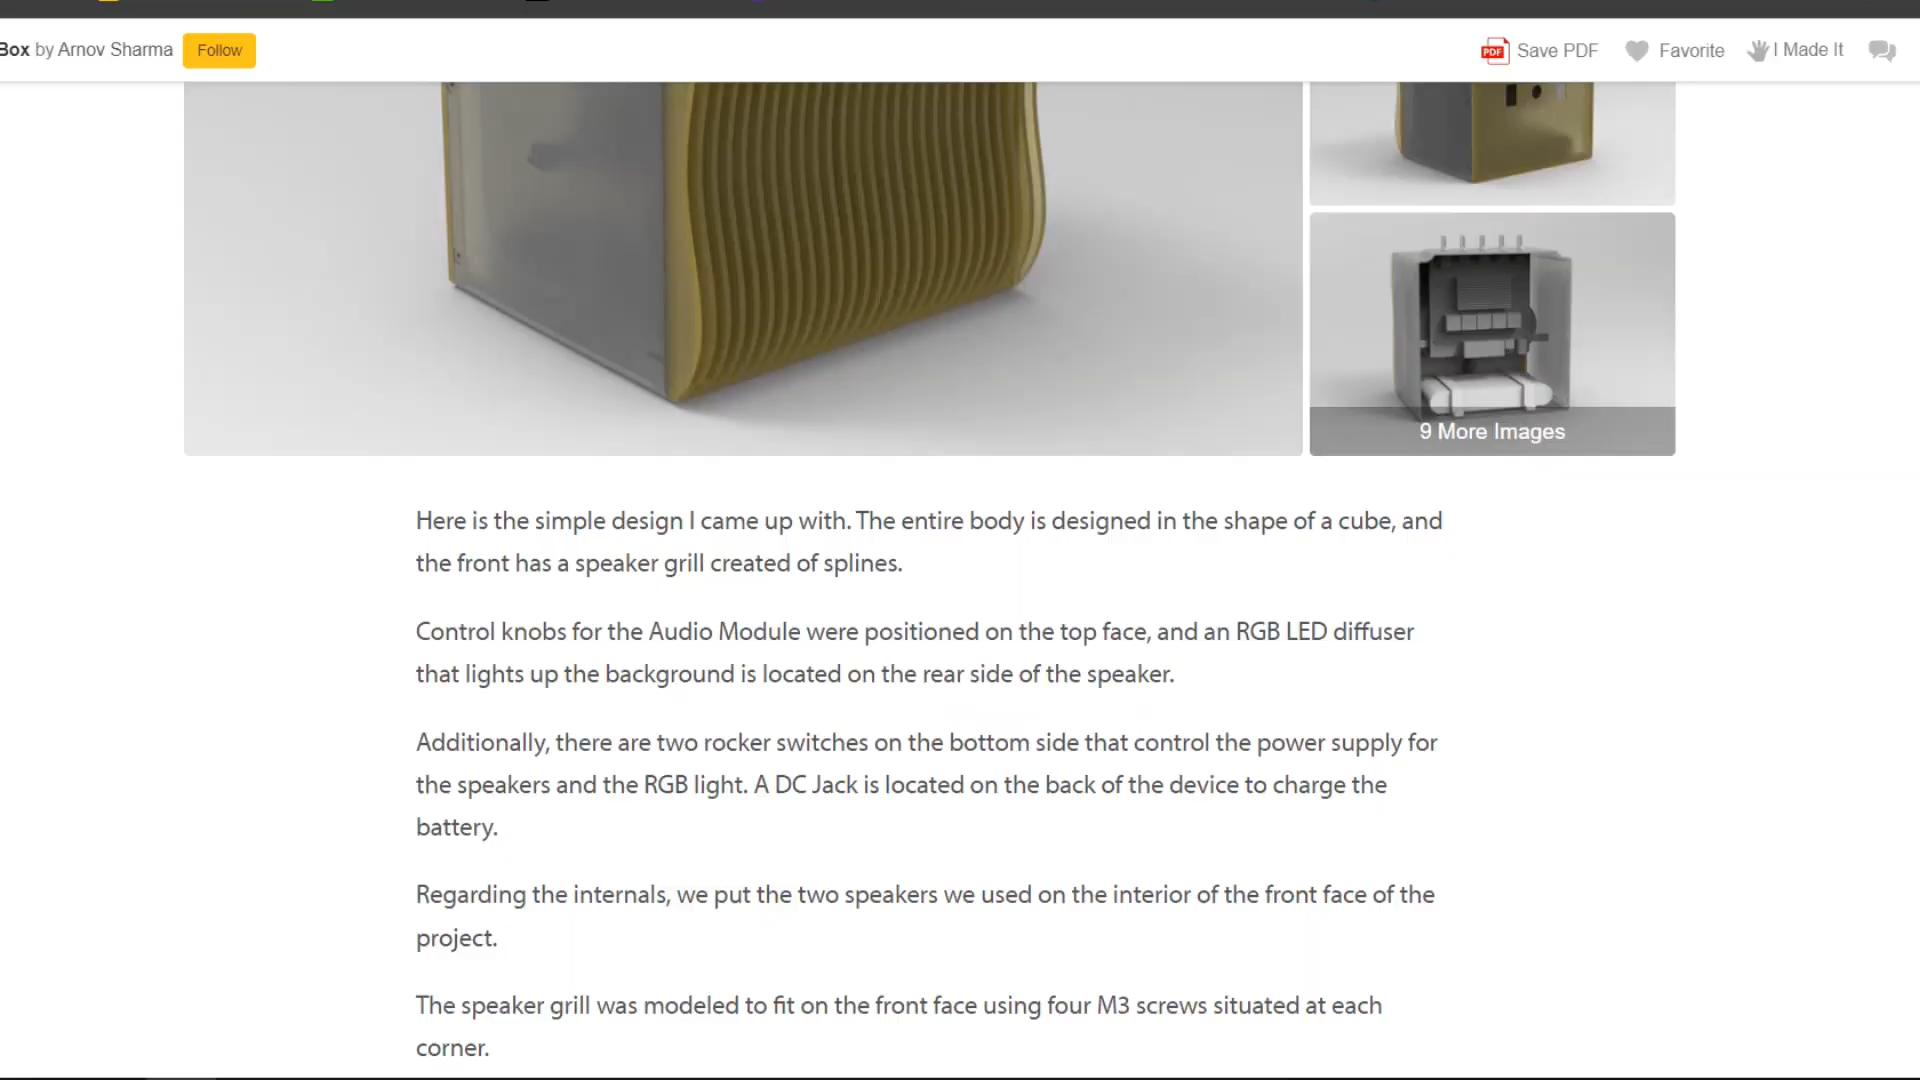 Box by Arnov Sharma
Follow
Save PDF
Favorite
I Made It
9 More Images
Here is the simple design I came up with. The entire body is designed in the shape of a cube, and
the front has a speaker grill created of splines.
Control knobs for the Audio Module were positioned on the top face, and an RGB LED diffuser
that lights up the background is located on the rear side of the speaker.
Additionally, there are two rocker switches on the bottom side that control the power supply for
the speakers and the RGB light. A DC Jack is located on the back of the device to charge the
battery.
Regarding the internals, we put the two speakers we used on the interior of the front face of the
project.
The speaker grill was modeled to fit on the front face using four M3 screws situated at each
corner.